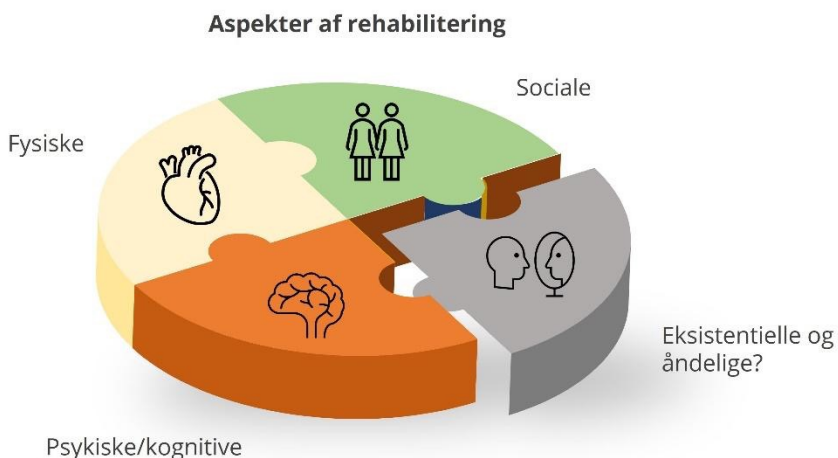 Aspekter af rehabilitering
Sociale
Fysiske
Eksistentielle og
åndelige?
Psykiske/kognitive